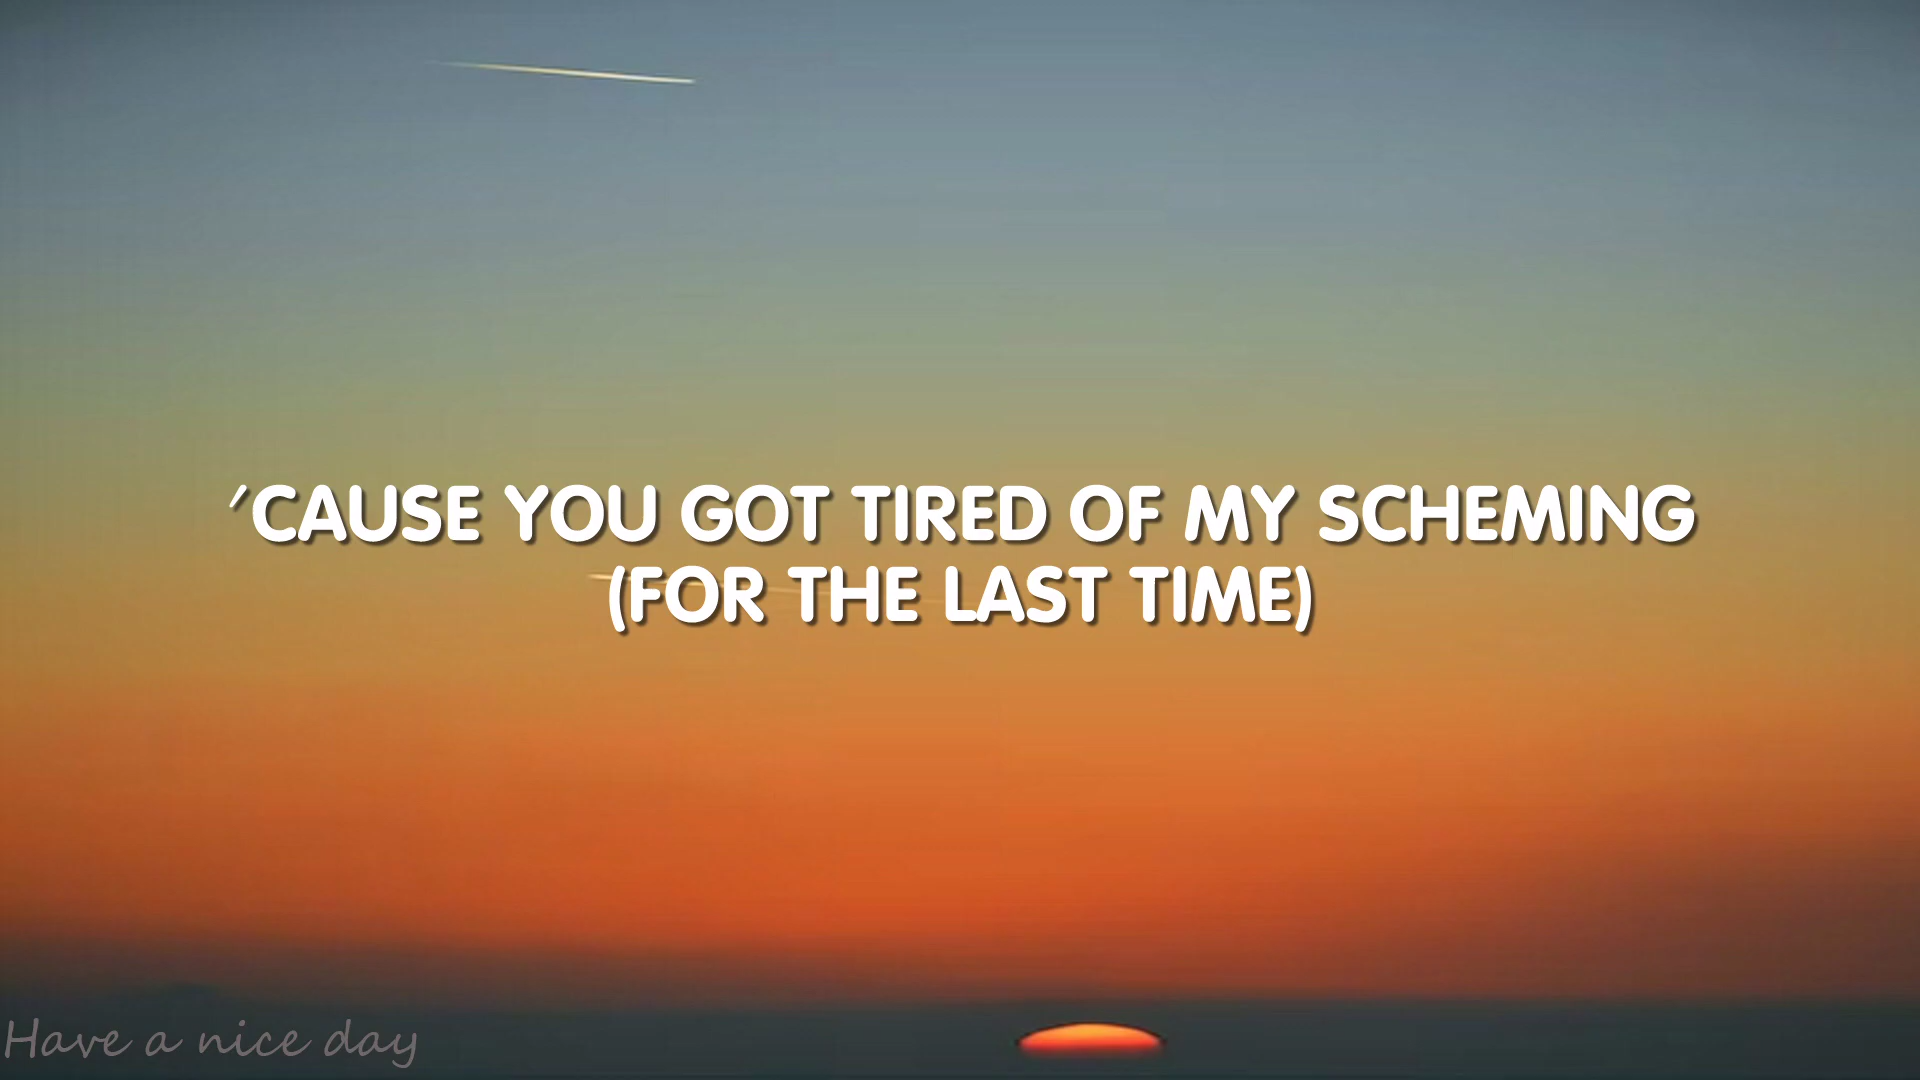 ′CAUSE YOU GOT TIRED OF MY SCHEMING
(FOR THE LAST TIME)
Have a nice day